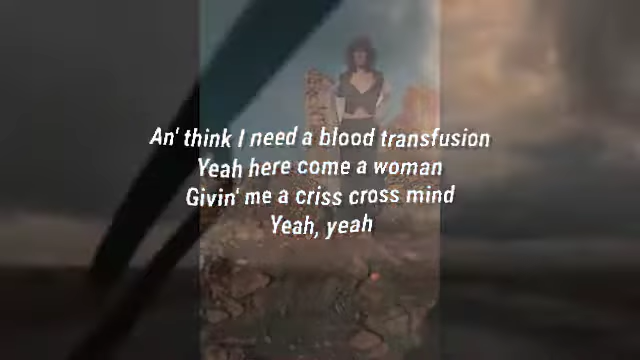 An' think I need a blood transfusion
Yeah here come a woman
Givin' me a criss cross mind
Yeah, yeah